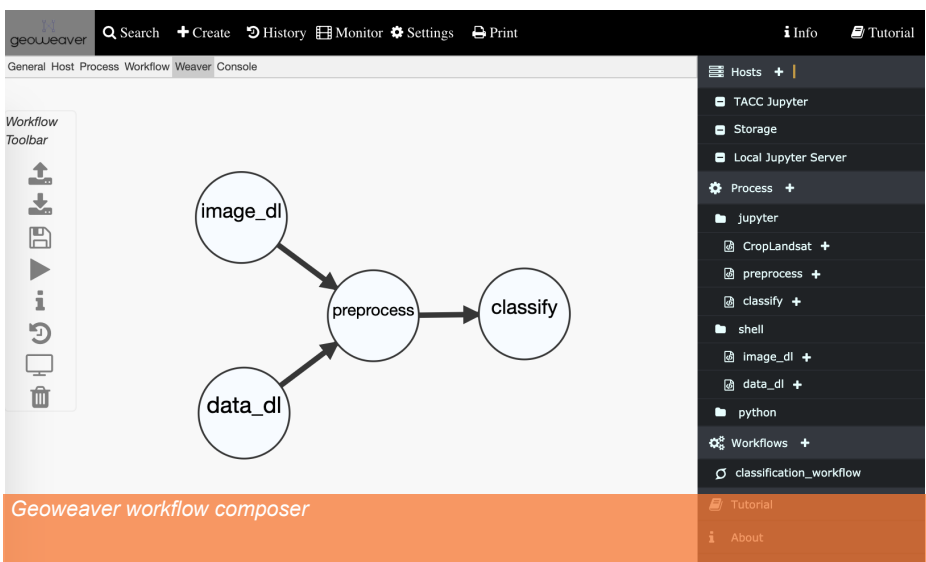 geoweaver
Search Create History Monitor Settings Print Info Tutorial
General Host Process Workflow Weaver Console
Workflow
Toolbar
image_dl
preprocess
classify
data_dl
Hosts
TACC Jupyter
Storage
Local Jupyter Server
Process
jupyter
CropLandsat
preprocess
classify
shell
image_dl
data_dl
python
Workflows
classification_workflow
Tutorial
About
Geoweaver workflow composer